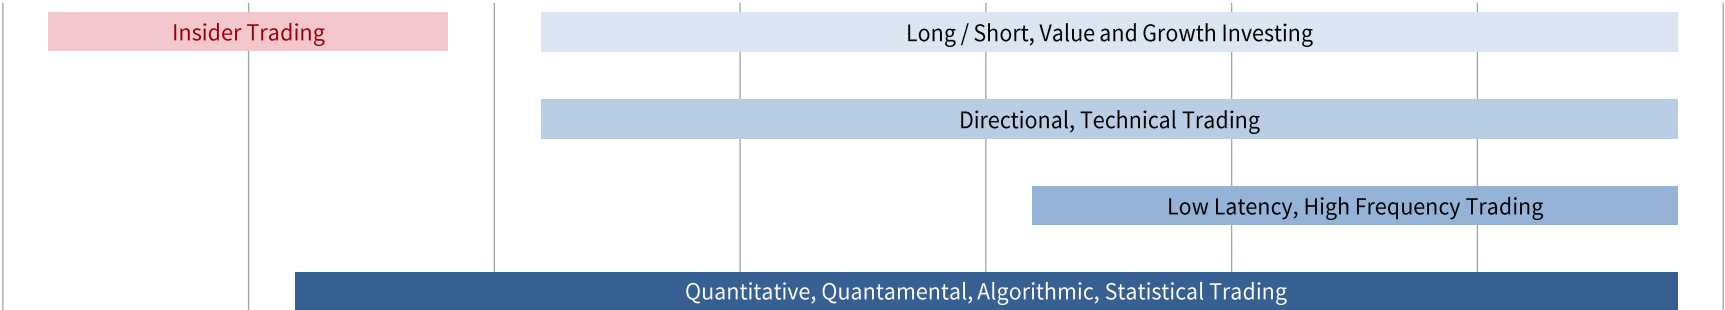 Insider Trading
Long / Short, Value and Growth Investing
Directional, Technical Trading
Low Latency, High Frequency Trading
Quantitative, Quantamental, Algorithmic, Statistical Trading